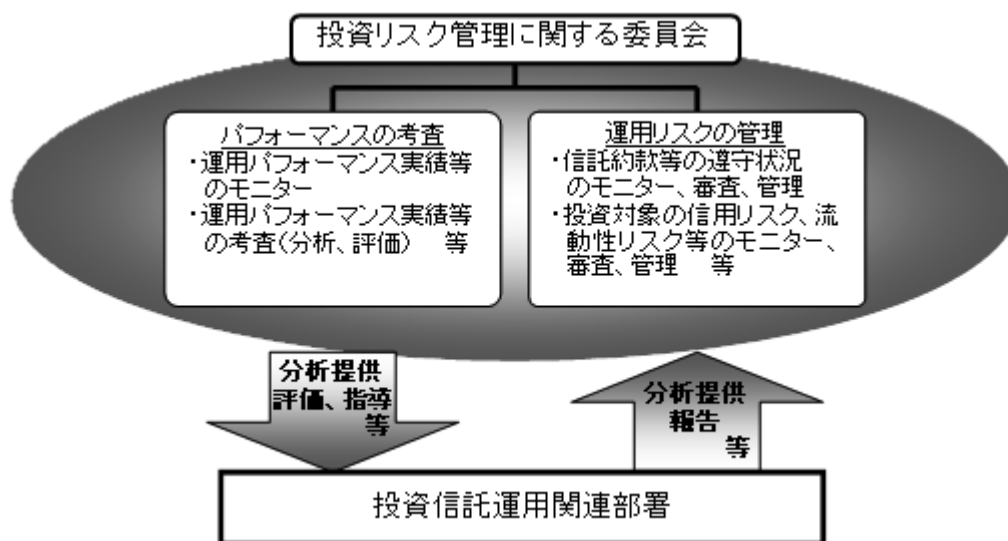 投資リスク管理に関する委員会
パフォーマンスの考査
・運用パフォーマンス実績等
のモニター
・運用パフォーマンス実績等
の考査(分析、評価) 等
運用リスクの管理
・信託約款等の遵守状況
のモニター、審査、管理
・投資対象の信用リスク、流
動性リスク等のモニター、
審査、管理 等
分析提供
評価、指導
等
分析提供
報告
等
投資信託運用関連部署